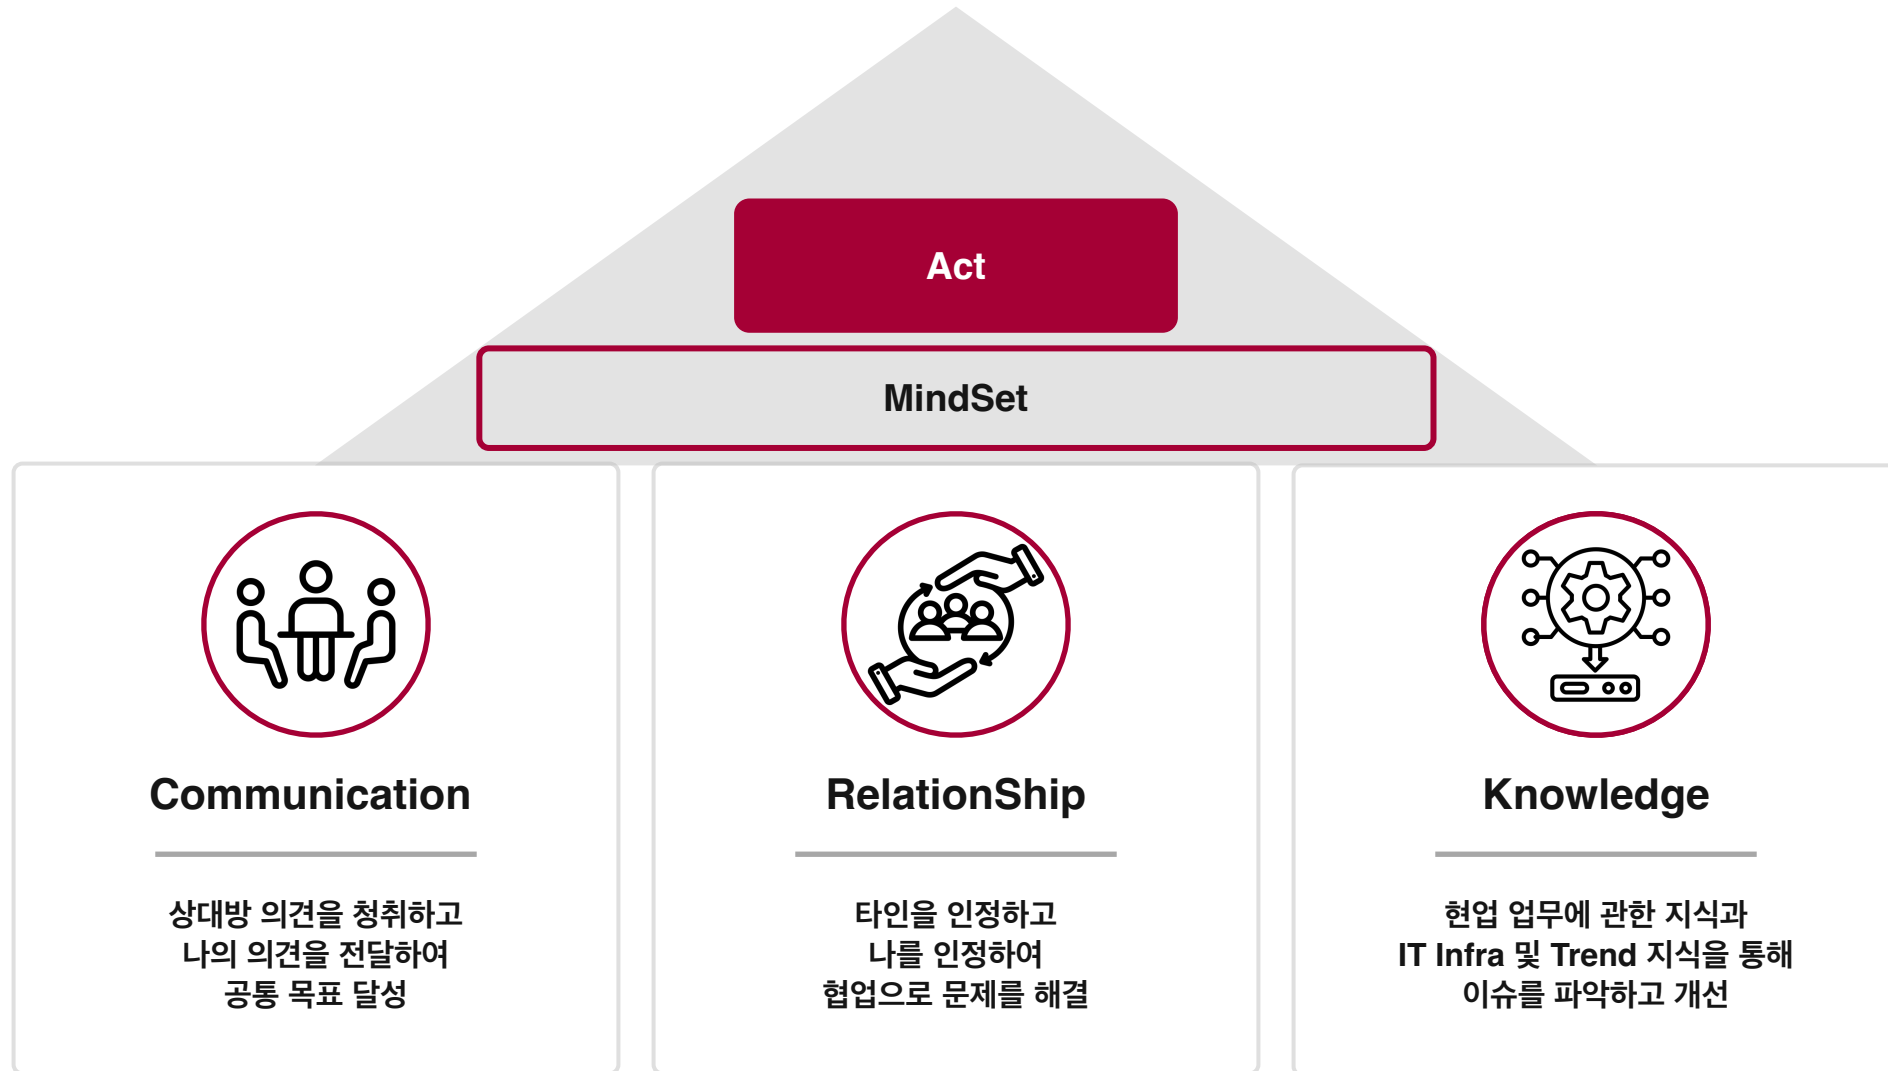 Act
MindSet
Communication
상대방 의견을 청취하고
나의 의견을 전달하여
공통 목표 달성
RelationShip
타인을 인정하고
나를 인정하여
협업으로 문제를 해결
Knowledge
현업 업무에 관한 지식과
IT Infra 및 Trend 지식을 통해
이슈를 파악하고 개선